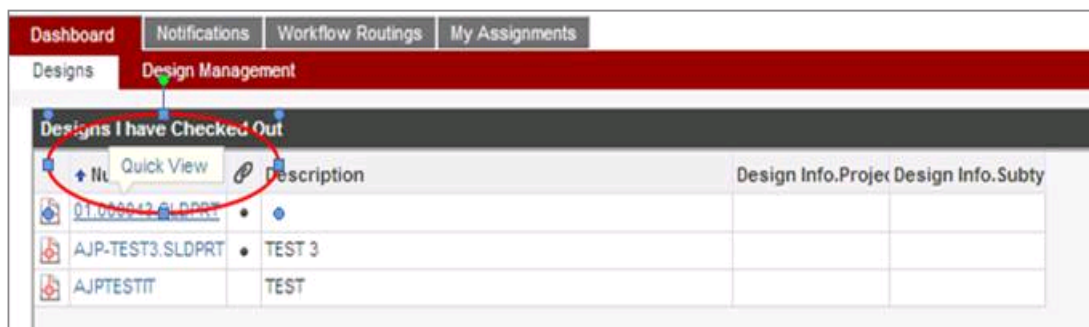 Dashboard Notifications Workflow Routings My Assignments
Designs Design Management
Designs I have Checked Out
Quick View Description Design Info.Projec Design Info.Subty
AJP-TEST3.SLDPRT • TEST 3
AJPTESTIT TEST